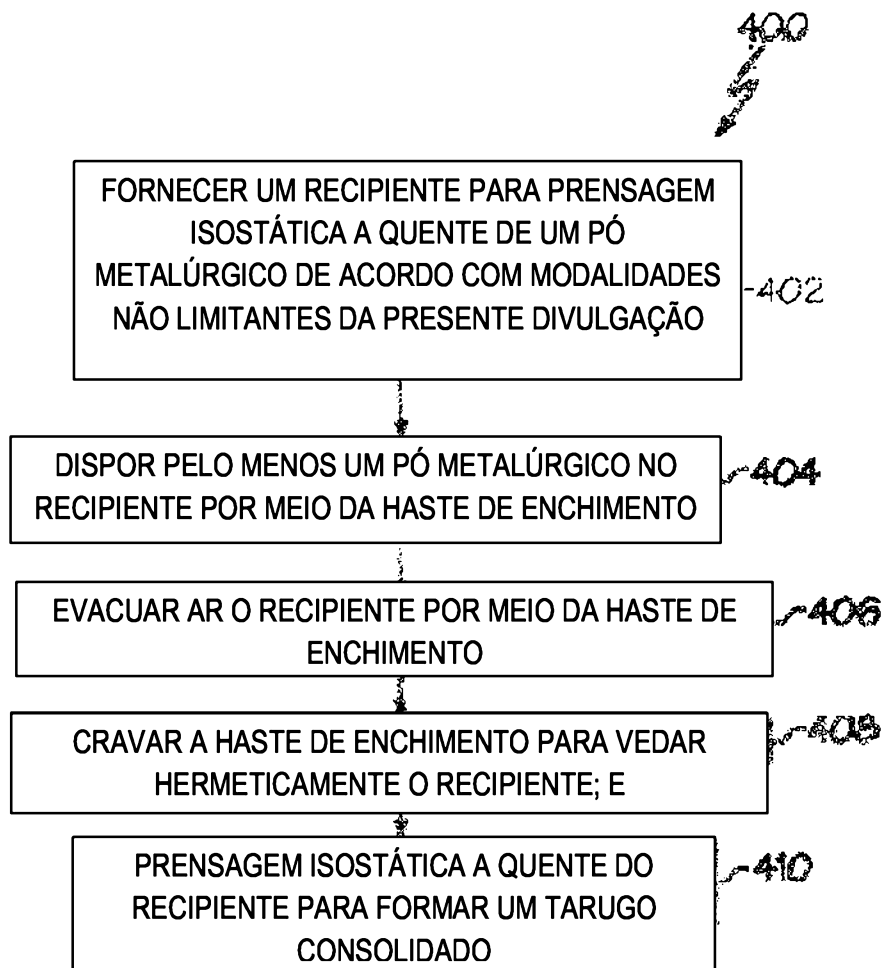 400
FORNECER UM RECIPIENTE PARA PRENSAGEM
ISOSTÁTICA A QUENTE DE UM PÓ
METALÚRGICO DE ACORDO COM MODALIDADES
NÃO LIMITANTES DA PRESENTE DIVULGAÇÃO
402
DISPOR PELO MENOS UM PÓ METALÚRGICO NO
RECIPIENTE POR MEIO DA HASTE DE ENCHIMENTO
404
EVACUAR AR O RECIPIENTE POR MEIO DA HASTE DE
ENCHIMENTO
406
CRAVAR A HASTE DE ENCHIMENTO PARA VEDAR
HERMETICAMENTE O RECIPIENTE; E
408
PRENSAGEM ISOSTÁTICA A QUENTE DO
RECIPIENTE PARA FORMAR UM TARUGO
CONSOLIDADO
410